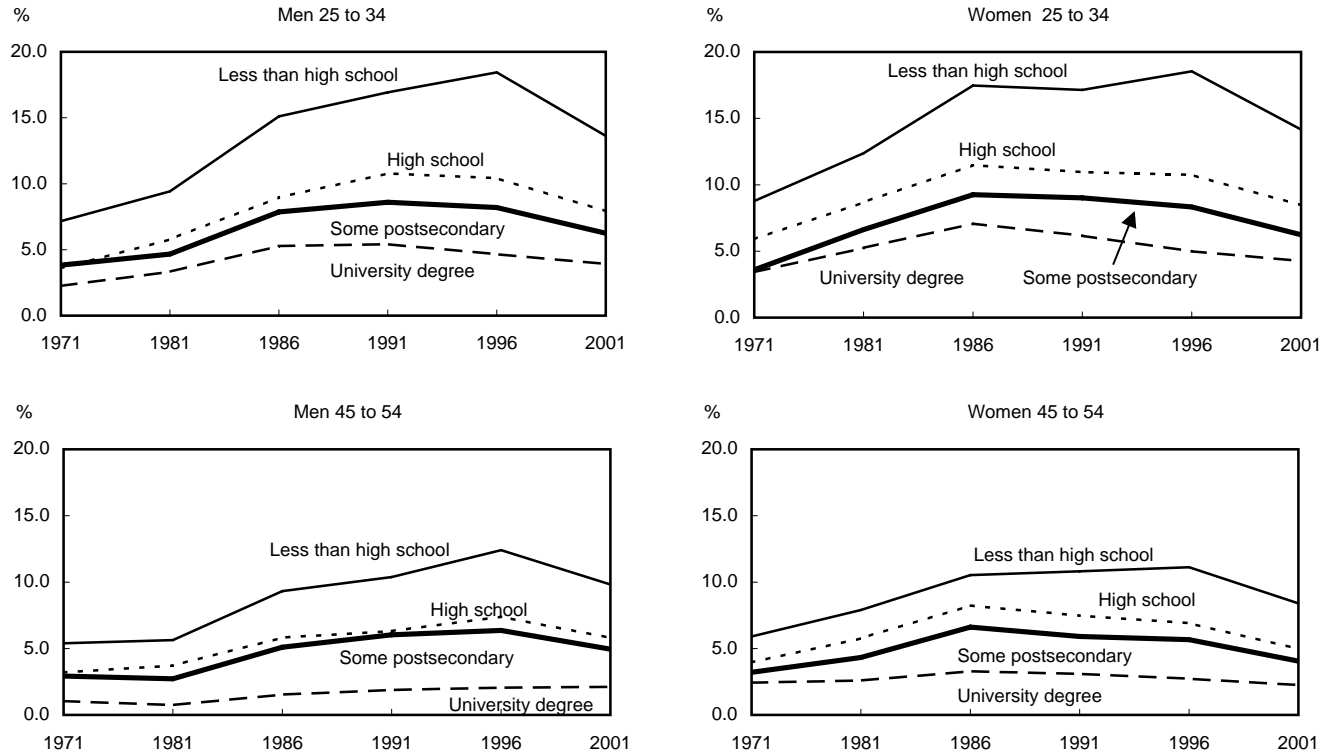 % Men 25 to 34
20.0
Less than high school
15.0
High school
10.0
Some postsecondary
5.0
University degree
0.0
1971 1981 1986 1991 1996 2001
% Women 25 to 34
20.0
Less than high school
15.0
High school
10.0
5.0
University degree Some postsecondary
0.0
1971 1981 1986 1991 1996 2001
% Men 45 to 54
20.0
15.0
Less than high school
10.0
High school
5.0
Some postsecondary
University degree
0.0
1971 1981 1986 1991 1996 2001
% Women 45 to 54
20.0
15.0
Less than high school
10.0
High school
5.0
Some postsecondary
University degree
0.0
1971 1981 1986 1991 1996 2001